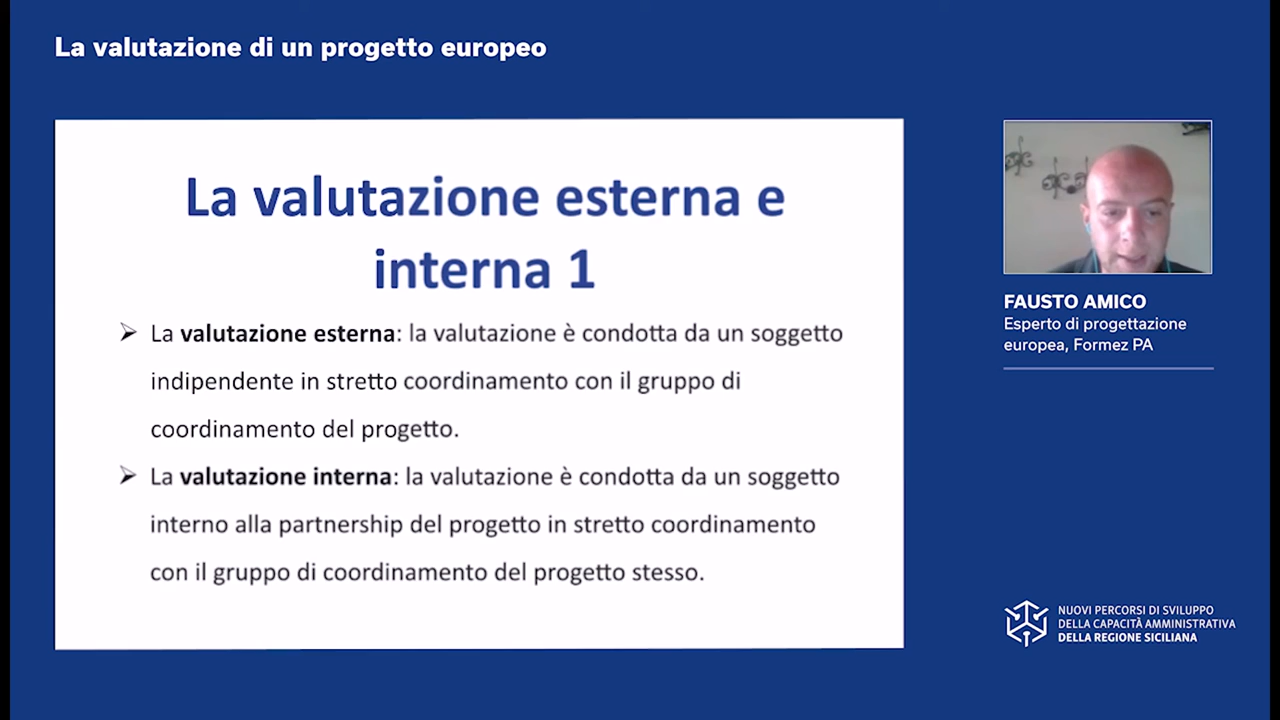 La valutazione di un progetto europeo
La valutazione esterna e
interna 1
➢ La valutazione esterna: la valutazione è condotta da un soggetto
indipendente in stretto coordinamento con il gruppo di
coordinamento del progetto.
➢ La valutazione interna: la valutazione è condotta da un soggetto
interno alla partnership del progetto in stretto coordinamento
con il gruppo di coordinamento del progetto stesso.
FAUSTO AMICO
Esperto di progettazione
europea, Formez PA
NUOVI PERCORSI DI SVILUPPO
DELLA CAPACITÀ AMMINISTRATIVA
DELLA REGIONE SICILIANA